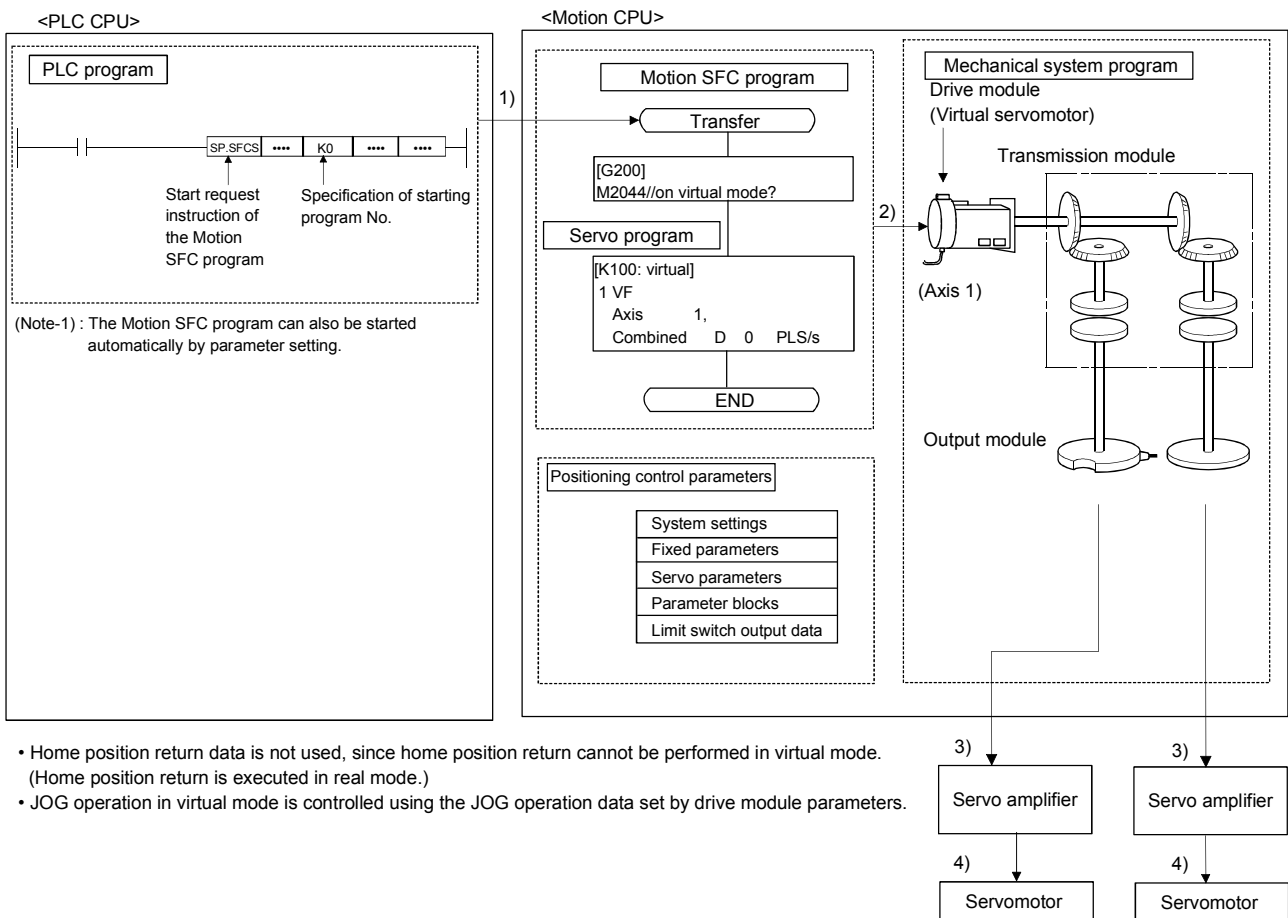 <PLC CPU>
PLC program
SP.SFCS •••• K0 •••• ••••
Start request
instruction of
the Motion
SFC program
Specification of starting
program No.
(Note-1) : The Motion SFC program can also be started
automatically by parameter setting.
1)
<Motion CPU>
Motion SFC program
Transfer
[G200]
M2044//on virtual mode?
Servo program
[K100: virtual]
1 VF
Axis 1,
Combined D 0 PLS/s
END
Positioning control parameters
System settings
Fixed parameters
Servo parameters
Parameter blocks
Limit switch output data
2)
Mechanical system program
Drive module
(Virtual servomotor)
Transmission module
(Axis 1)
Output module
3)
3)
Servo amplifier
Servo amplifier
4)
4)
Servomotor
Servomotor
• Home position return data is not used, since home position return cannot be performed in virtual mode.
(Home position return is executed in real mode.)
• JOG operation in virtual mode is controlled using the JOG operation data set by drive module parameters.